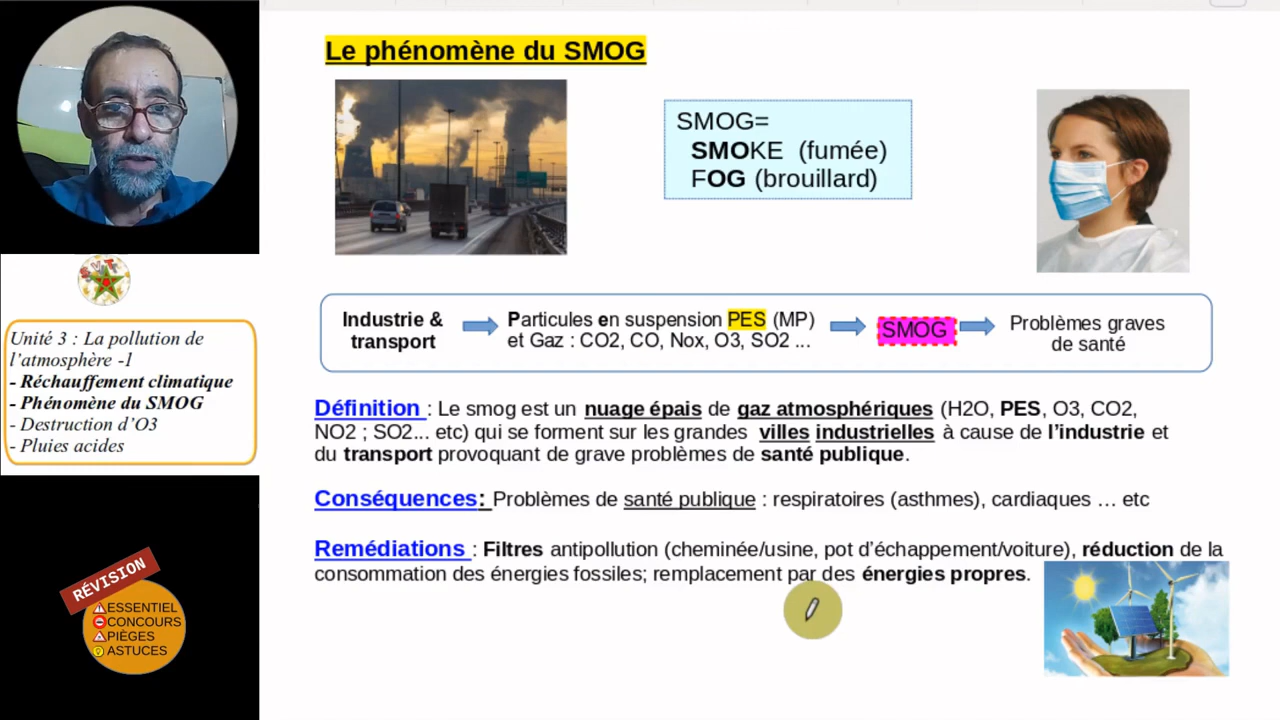 Le phénomène du SMOG
SMOG=
SMOKE (fumée)
FOG (brouillard)
Industrie &
transport
Particules en suspension PES (MP)
et Gaz : CO2, CO, Nox, O3, SO2 ...
SMOG
Problèmes graves
de santé
Définition : Le smog est un nuage épais de gaz atmosphériques (H2O, PES, O3, CO2,
NO2 ; SO2... etc) qui se forment sur les grandes villes industrielles à cause de l’industrie et
du transport provoquant de grave problèmes de santé publique.
Conséquences: Problèmes de santé publique : respiratoires (asthmes), cardiaques … etc
Remédiations : Filtres antipollution (cheminée/usine, pot d’échappement/voiture), réduction de la
consommation des énergies fossiles; remplacement par des énergies propres.
Unité 3 : La pollution de
l’atmosphère -1
- Réchauffement climatique
- Phénomène du SMOG
- Destruction d’O3
- Pluies acides
RÉVISION
ESSENTIEL
CONCOURS
PIÈGES
ASTUCES